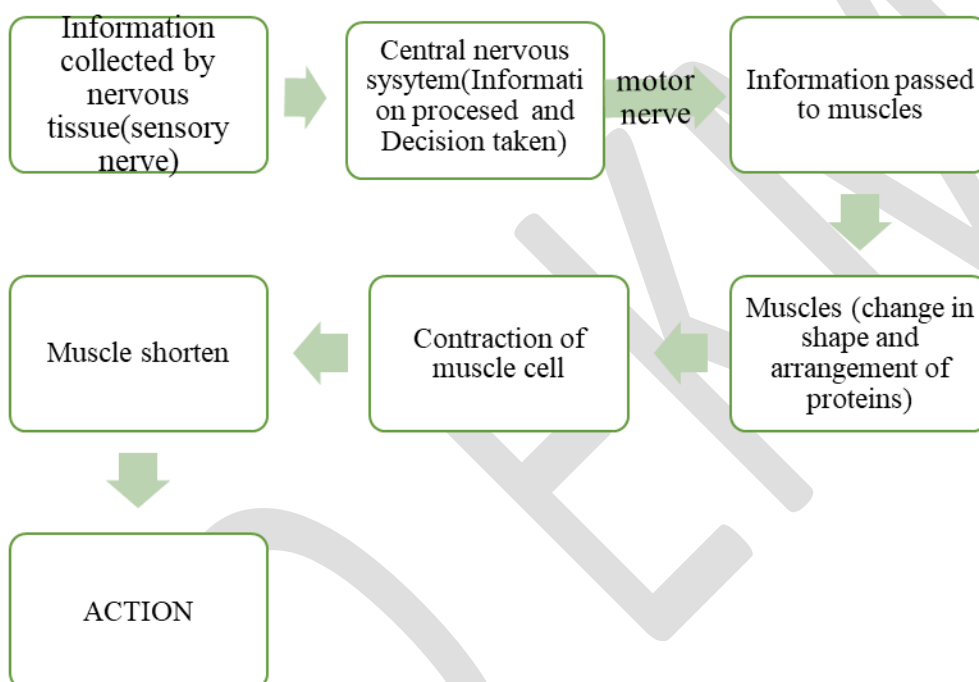 Information
collected by
nervous
tissue(sensory
nerve)
Central nervous
sysytem(Informati
on procesed and
Decision taken)
motor
nerve
Information passed
to muscles
Muscles (change in
shape and
arrangement of
proteins)
Contraction of
muscle cell
Muscle shorten
ACTION